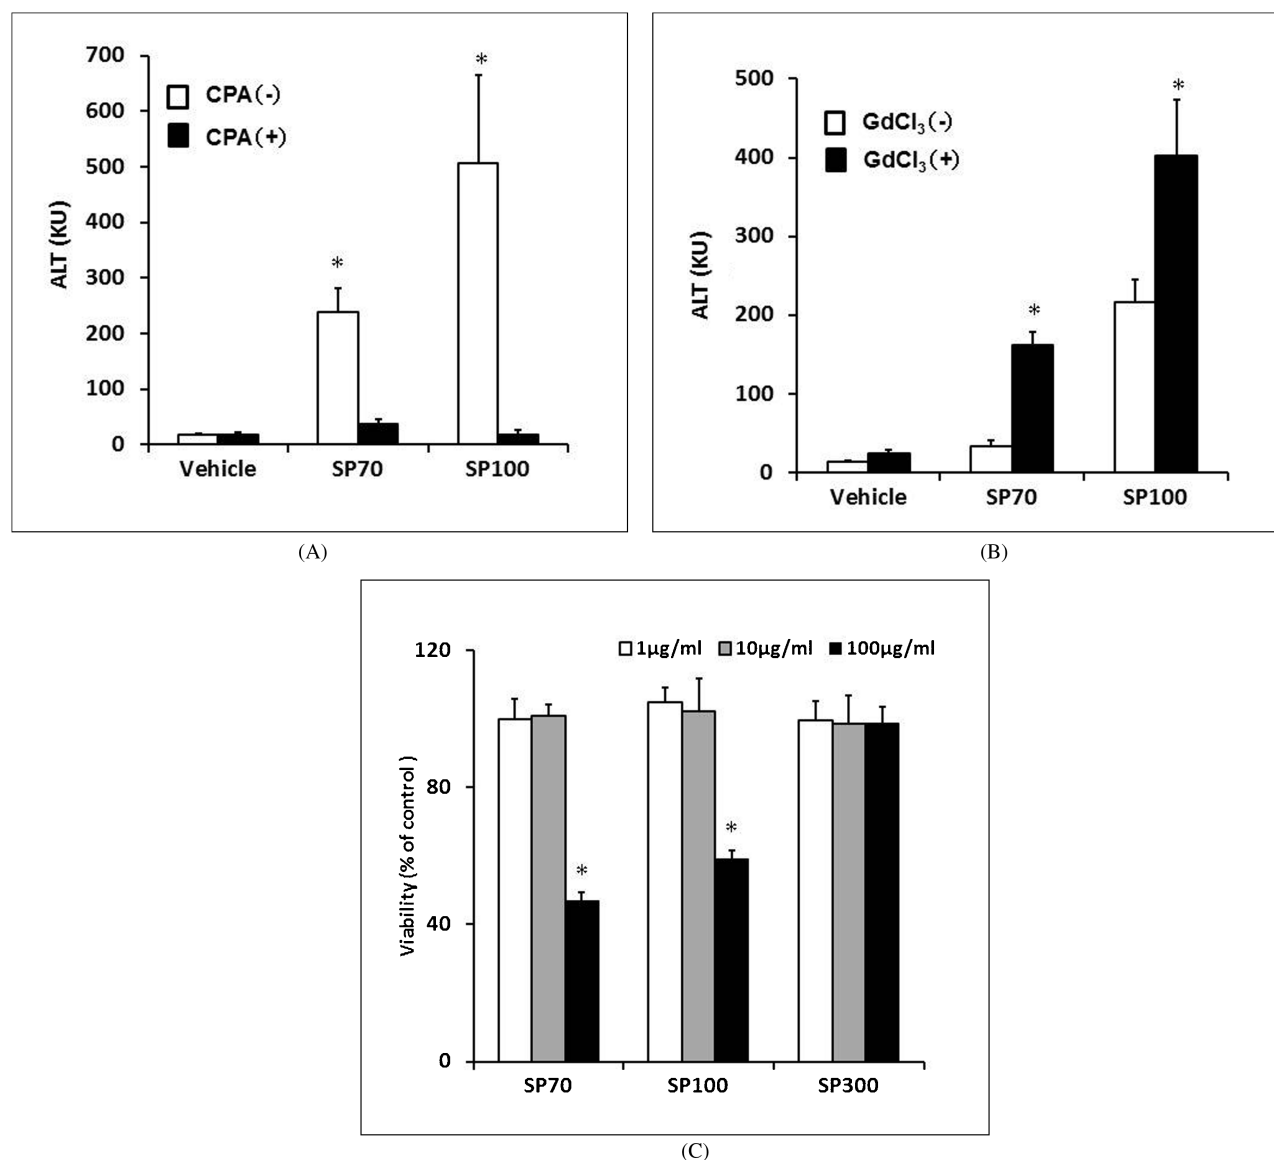 700
600
500
400
300
200
100
0
ALT (KU)
CPA(-)
CPA(+)
*
*
Vehicle SP70 SP100
(A)
500
400
300
200
100
0
ALT (KU)
GdCl3(-)
GdCl3(+)
*
*
Vehicle SP70 SP100
(B)
120
80
40
0
Viability (% of control )
1μg/ml 10μg/ml 100μg/ml
*
*
SP70 SP100 SP300
(C)